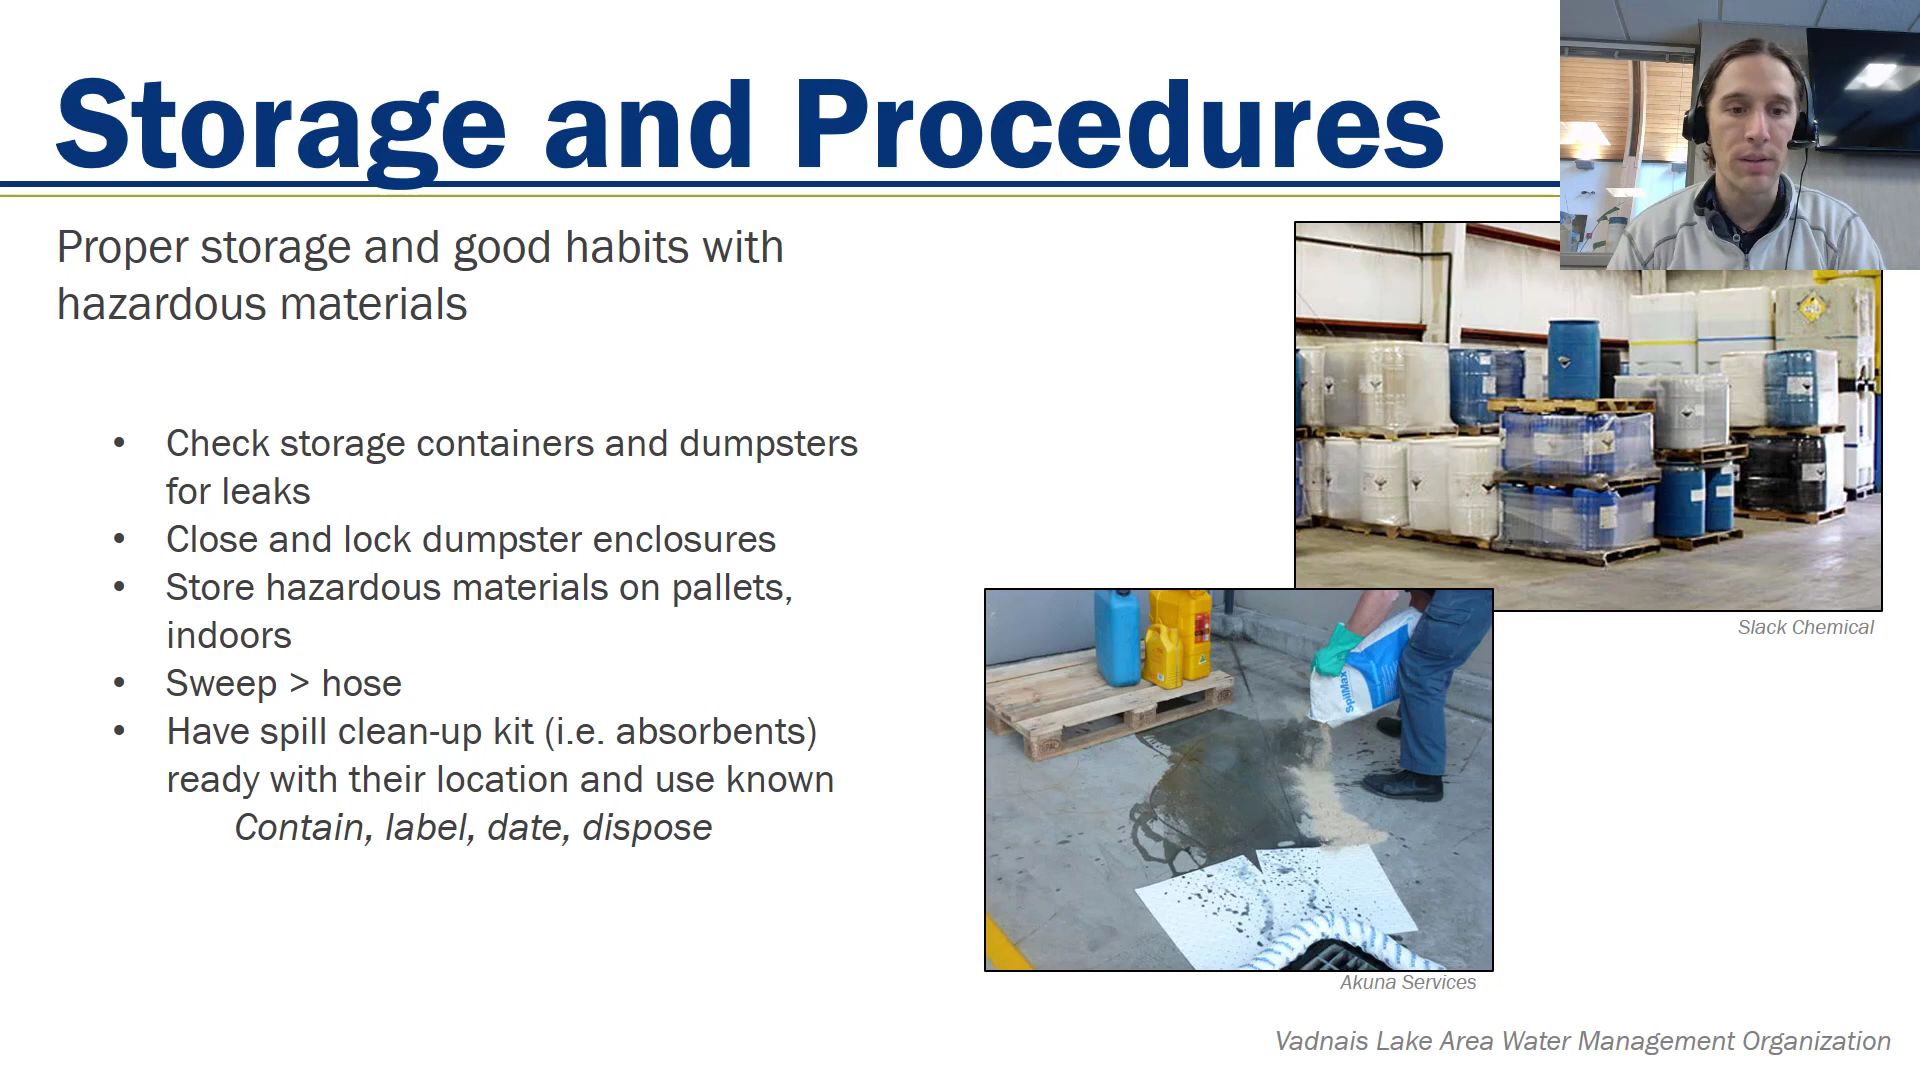 Storage and Procedures
Proper storage and good habits with
hazardous materials
• Check storage containers and dumpsters
for leaks
• Close and lock dumpster enclosures
• Store hazardous materials on pallets,
indoors
• Sweep > hose
• Have spill clean-up kit (i.e. absorbents)
ready with their location and use known
Contain, label, date, dispose
Slack Chemical
SpilMax
Akuna Services
Vadnais Lake Area Water Management Organization